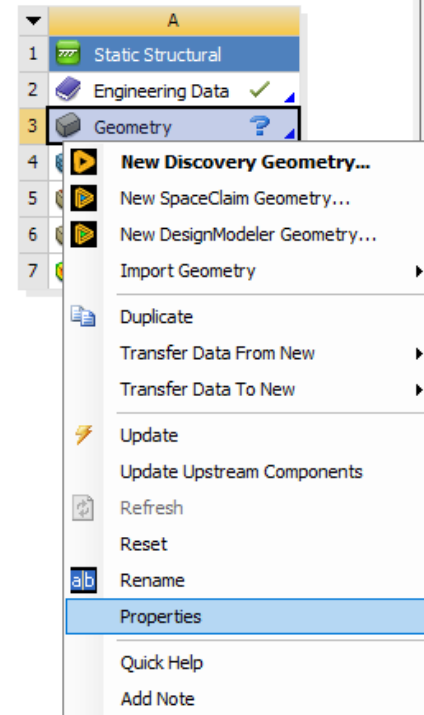 A
1 Static Structural
2 Engineering Data
3 Geometry ?
4 New Discovery Geometry...
5 New SpaceClaim Geometry...
6 New DesignModeler Geometry...
7 Import Geometry
Duplicate
Transfer Data From New
Transfer Data To New
Update
Update Upstream Components
Refresh
Reset
a|b Rename
Properties
Quick Help
Add Note